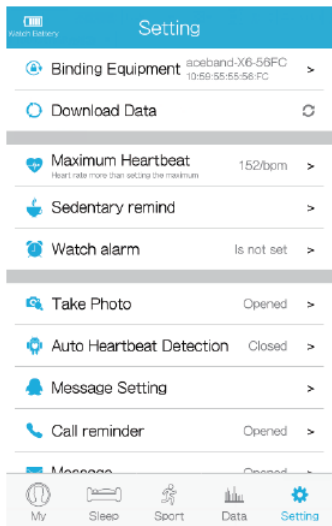 Watch Battery
Setting
Binding Equipment aceband-X6-56FC
10:59:55:55:56:FC
Download Data
Maximum Heartbeat 152/bpm
Heart rate more than setting the maximum
Sedentary remind
Watch alarm Is not set
Take Photo Opened
Auto Heartbeat Detection Closed
Message Setting
Call reminder Opened
Message Opened
My Sleep Sport Data Setting